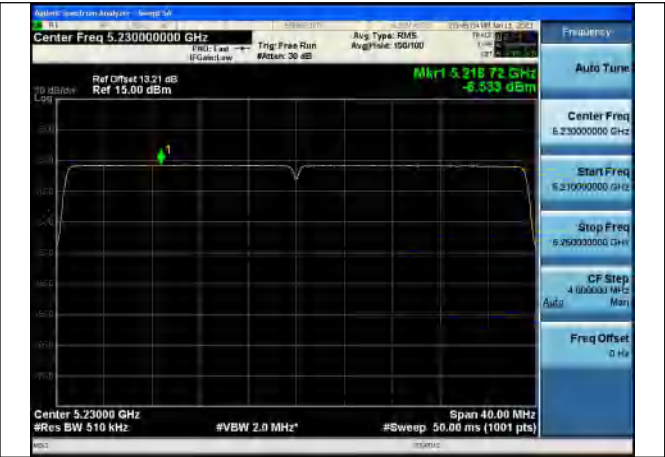 Agilent Spectrum Analyzer - Swept SA
Center Freq 5.230000000 GHz
PNO: Fast
IFGain:Low
Trig: Free Run
#Atten: 30 dB
Avg Type: RMS
Avg|Hold: 100/100
Frequency
Auto Tune
Ref Offset 13.21 dB
10 dB/div Ref 15.00 dBm
Log
Mkr1 5.218 72 GHz
-6.533 dBm
1
Center Freq
5.230000000 GHz
Start Freq
5.210000000 GHz
Stop Freq
5.250000000 GHz
CF Step
4.000000 MHz
Auto Man
Freq Offset
0 Hz
Center 5.23000 GHz
Span 40.00 MHz
#Res BW 510 kHz
#VBW 2.0 MHz*
#Sweep 50.00 ms (1001 pts)
MSG
STATUS